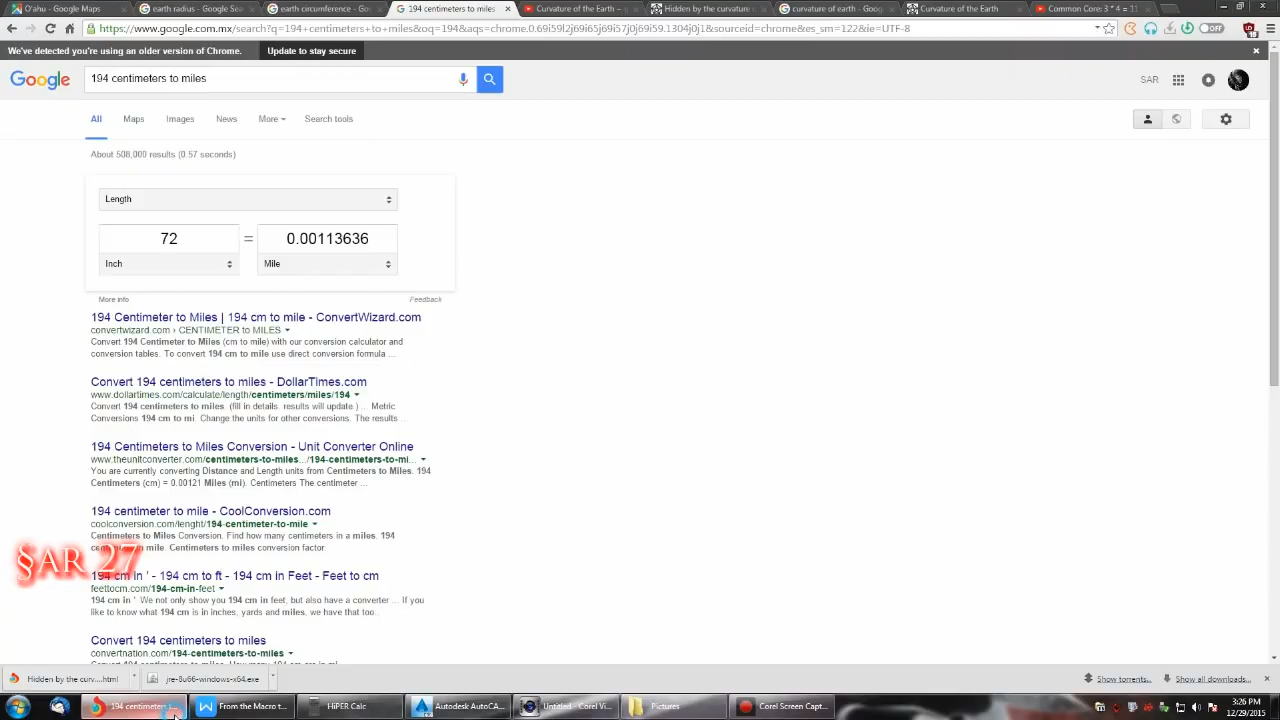 O'ahu - Google Maps
earth radius - Google Sea
earth circumference - Goo
194 centimeters to miles
Curvature of the Earth –
Hidden by the curvature o
curvature of earth - Goog
Curvature of the Earth
Common Core: 3 * 4 = 11
https://www.google.com.mx/search?q=194+centimeters+to+miles&oq=194&aqs=chrome.0.69i59l2j69i65j69i57j0j69i59.1304j0j1&sourceid=chrome&es_sm=122&ie=UTF-8
OFF
We've detected you're using an older version of Chrome.
Update to stay secure
Google
194 centimeters to miles
SAR
All
Maps
Images
News
More
Search tools
About 508,000 results (0.57 seconds)
Length
72 = 0.00113636
Inch
Mile
More info
Feedback
194 Centimeter to Miles | 194 cm to mile - ConvertWizard.com
convertwizard.com › CENTIMETER to MILES
Convert 194 Centimeter to Miles (cm to mile) with our conversion calculator and
conversion tables. To convert 194 cm to mile use direct conversion formula ...
Convert 194 centimeters to miles - DollarTimes.com
www.dollartimes.com/calculate/length/centimeters/miles/194
Convert 194 centimeters to miles. (fill in details. results will update.) ... Metric
Conversions 194 cm to mi. Change the units for other conversions. The results ...
194 Centimeters to Miles Conversion - Unit Converter Online
www.theunitconverter.com/centimeters-to-miles.../194-centimeters-to-mi...
You are currently converting Distance and Length units from Centimeters to Miles. 194
Centimeters (cm) = 0.00121 Miles (mi). Centimeters The centimeter ...
194 centimeter to mile - CoolConversion.com
coolconversion.com/lenght/194-centimeter-to-mile
Centimeters to Miles Conversion. Find how many centimeters in a miles. 194
in mile. Centimeters to miles conversion factor.
§AR 27
194 cm in ' - 194 cm to ft - 194 cm in Feet - Feet to cm
feettocm.com/194-cm-in-feet
194 cm in '. We not only show you 194 cm in feet, but also have a converter ... If you
like to know what 194 cm is in inches, yards and miles, we have that too..
Convert 194 centimeters to miles
convertnation.com/194-centimeters-to-miles
Hidden by the curv....html
jre-8u66-windows-x64.exe
Show torrents..
Show all downloads...
194 centimeters t...
From the Macro t...
HiPER Calc
Autodesk AutoCA...
Untitled - Corel Vi...
Pictures
Corel Screen Capt...
3:26 PM
12/29/2015